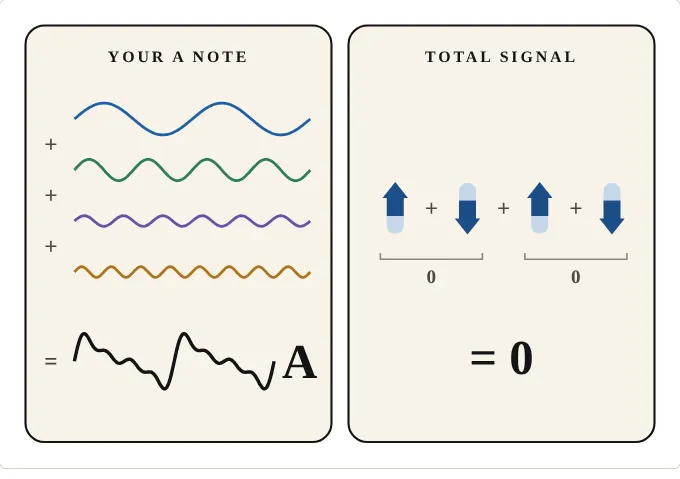 YOUR A NOTE
+
+
+
= A
TOTAL SIGNAL
+ + +
0 0
= 0